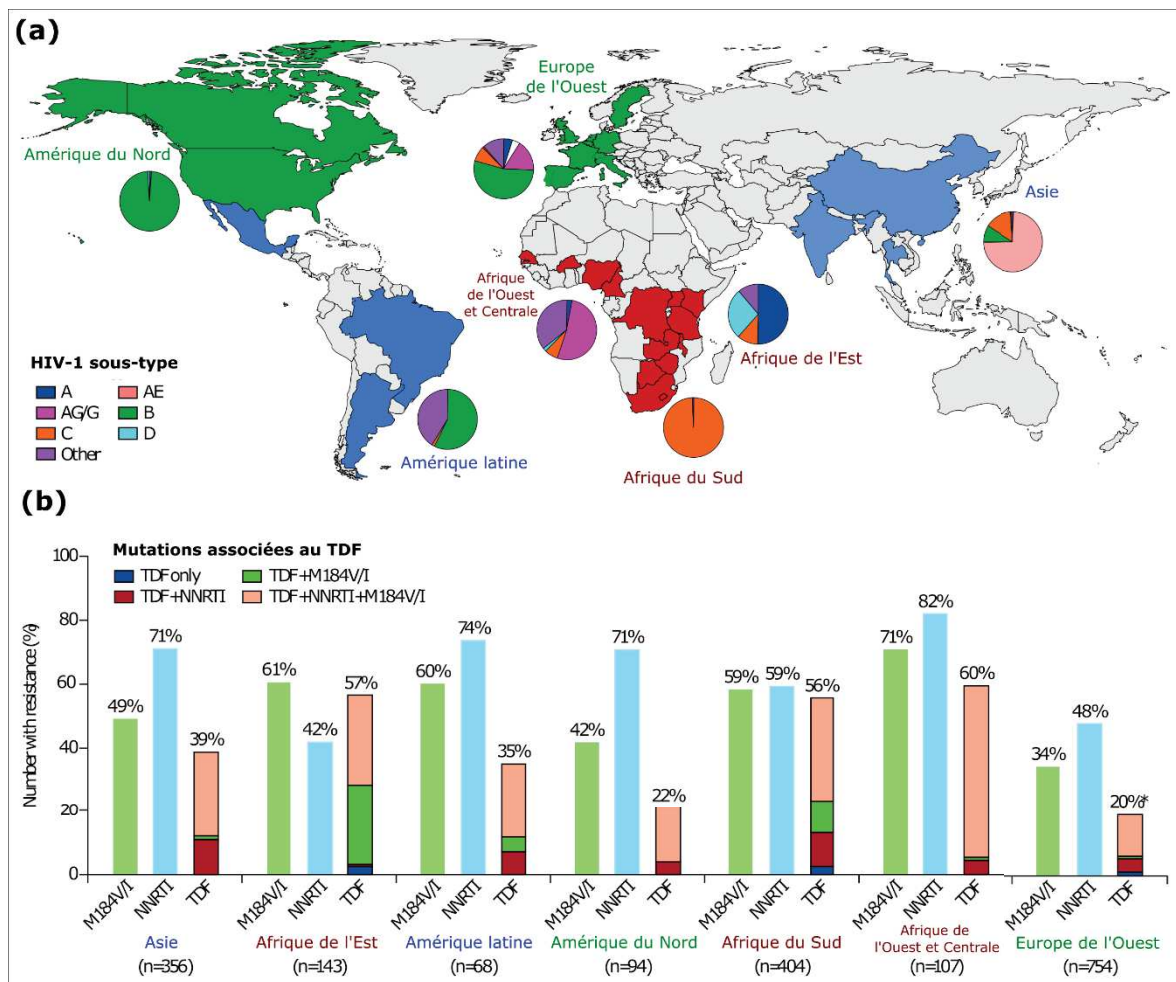 (a)
Amérique du Nord
Europe
de l'Ouest
Asie
Afrique
de l'Ouest
et Centrale
Afrique de l'Est
Amérique latine
Afrique du Sud
HIV-1 sous-type
A
AE
AG/G
B
C
D
Other
(b)
Mutations associées au TDF
TDF only
TDF+M184V/I
TDF+NNRTI
TDF+NNRTI+M184V/I
Number with resistance (%)
100
80
60
40
20
0
49% 71% 39%
61% 42% 57%
60% 74% 35%
42% 71% 22%
59% 59% 56%
71% 82% 60%
34% 48% 20%*
M184V/I NNRTI TDF
M184V/I NNRTI TDF
M184V/I NNRTI TDF
M184V/I NNRTI TDF
M184V/I NNRTI TDF
M184V/I NNRTI TDF
M184V/I NNRTI TDF
Asie
(n=356)
Afrique de l'Est
(n=143)
Amérique latine
(n=68)
Amérique du Nord
(n=94)
Afrique du Sud
(n=404)
Afrique de
l'Ouest et Centrale
(n=107)
Europe de l'Ouest
(n=754)